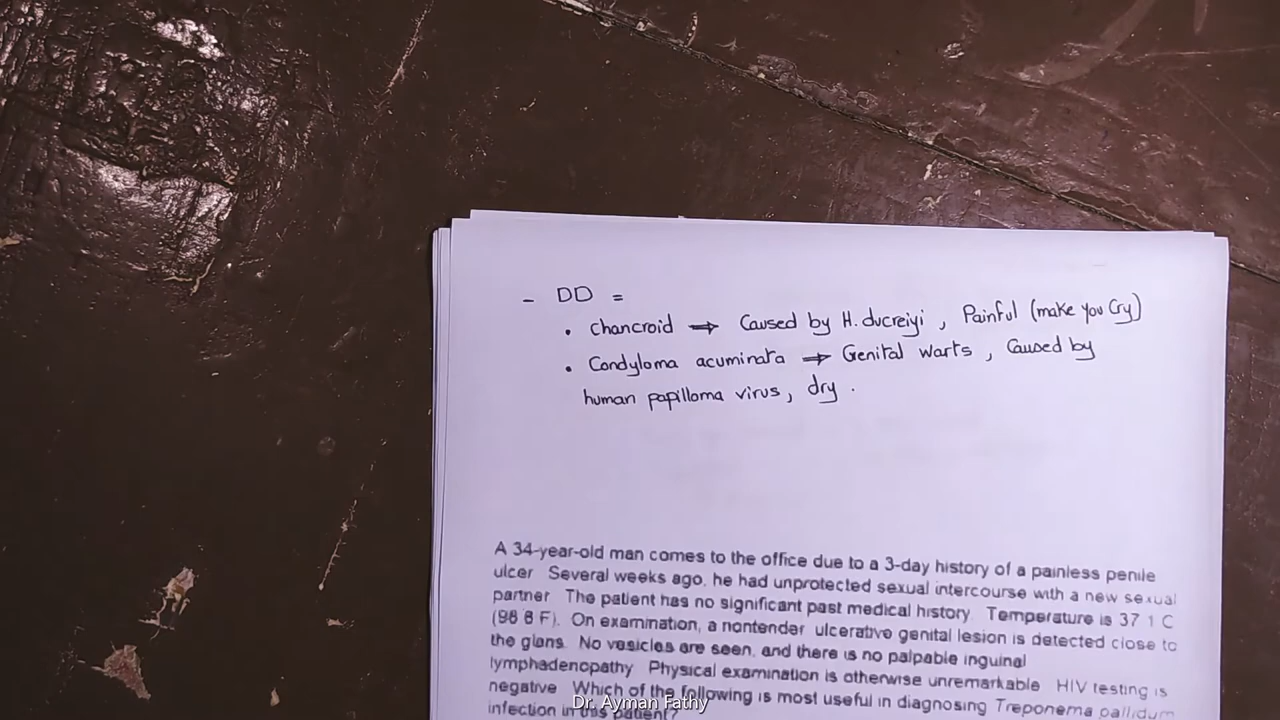 - DD =
• Chancroid ⇒ Caused by H. ducreiyi , Painful (make you Cry)
• Condyloma acuminata ⇒ Genital warts , Caused by
human papilloma virus, dry .
A 34-year-old man comes to the office due to a 3-day history of a painless penile
ulcer Several weeks ago, he had unprotected sexual intercourse with a new sexual
partner The patient has no significant past medical history Temperature is 37 1 C
(98 8 F). On examination, a nontender ulcerative genital lesion is detected close to
the glans. No vesicles are seen, and there is no palpable inguinal
lymphadenopathy Physical examination is otherwise unremarkable HIV testing is
negative Which of the following is most useful in diagnosing Treponema pallidum
infection in this patient?
Dr. Ayman Fathy